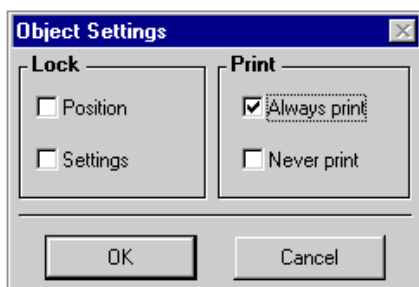 Object Settings
Lock
Position
Settings
Print
Always print
Never print
OK
Cancel